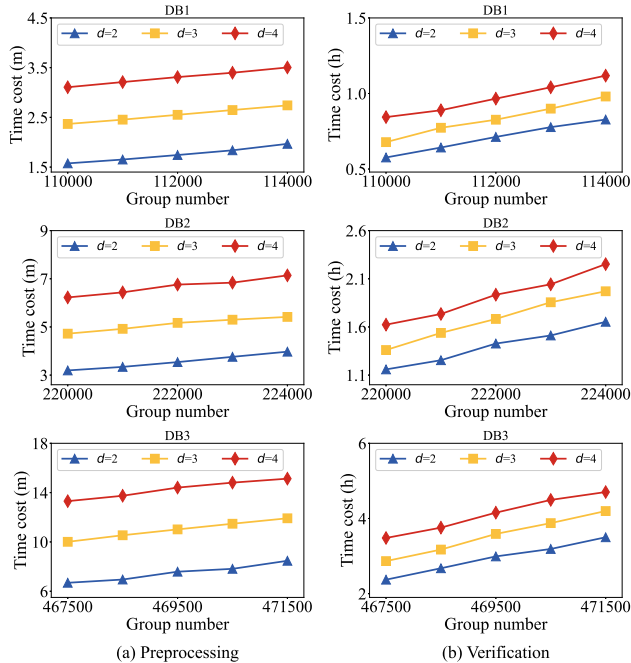 DB1
4.5
3.5
2.5
1.5
Time cost (m)
d=2 d=3 d=4
110000 112000 114000
Group number
DB1
1.5
1.0
0.5
Time cost (h)
d=2 d=3 d=4
110000 112000 114000
Group number
DB2
9
7
5
3
Time cost (m)
d=2 d=3 d=4
220000 222000 224000
Group number
DB2
2.6
2.1
1.6
1.1
Time cost (h)
d=2 d=3 d=4
220000 222000 224000
Group number
DB3
18
14
10
6
Time cost (m)
d=2 d=3 d=4
467500 469500 471500
Group number
DB3
6
4
2
Time cost (h)
d=2 d=3 d=4
467500 469500 471500
Group number
(a) Preprocessing
(b) Verification